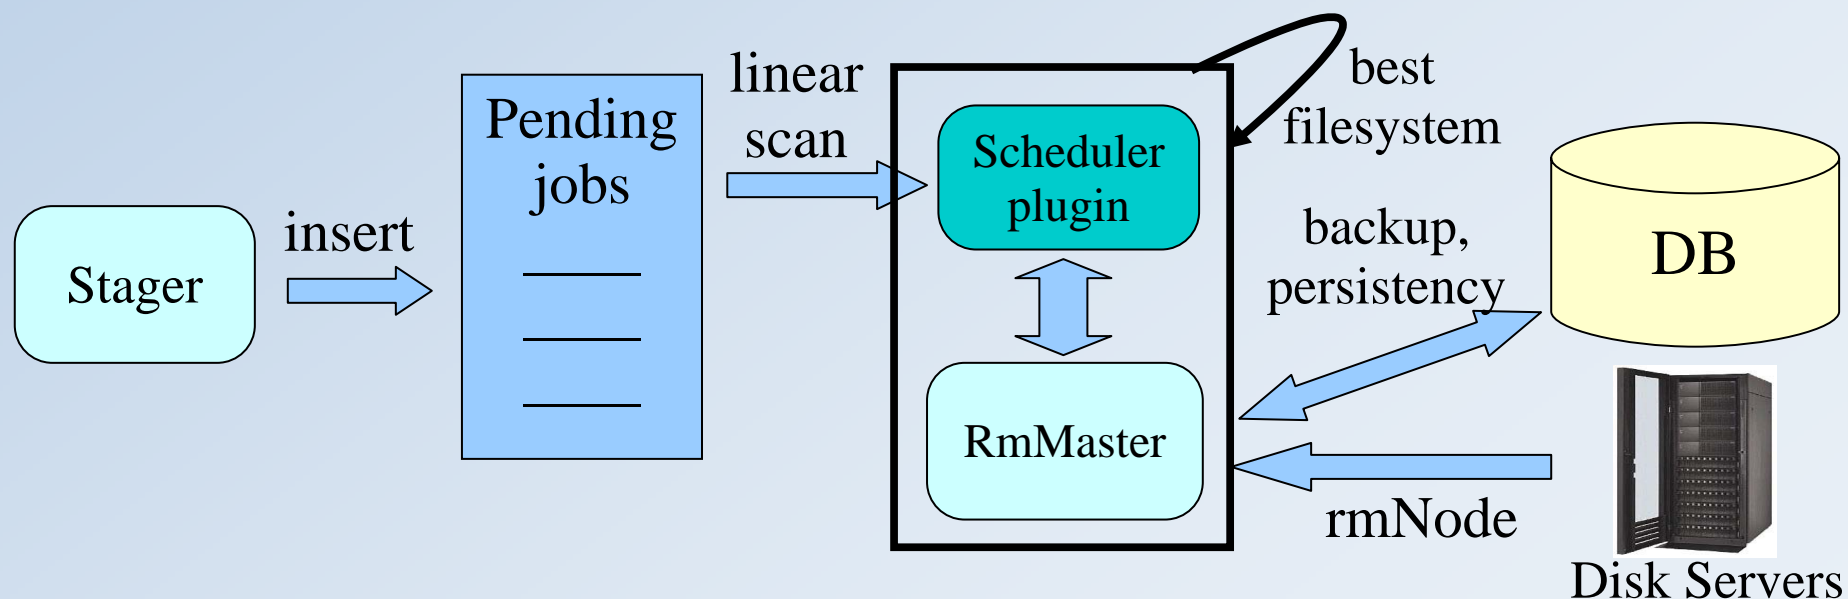 Stager
insert
Pending
jobs
linear
scan
Scheduler
plugin
RmMaster
best
filesystem
backup,
persistency
DB
rmNode
Disk Servers